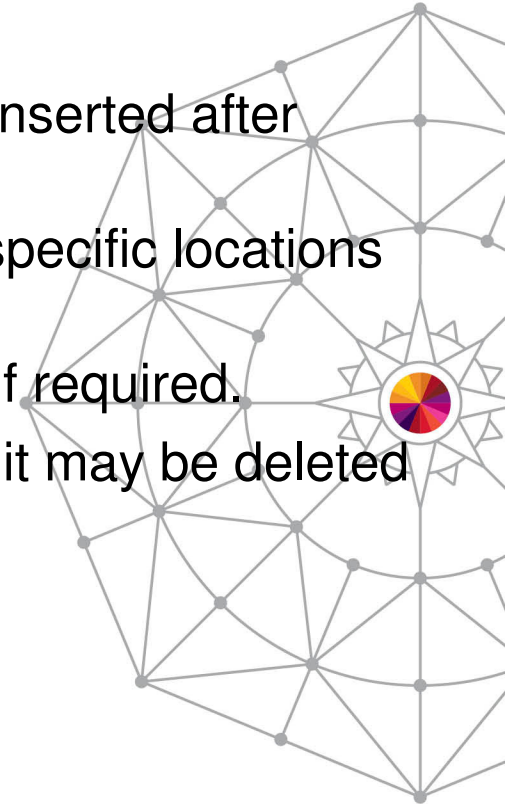 nserted after
specific locations
f required.
it may be deleted